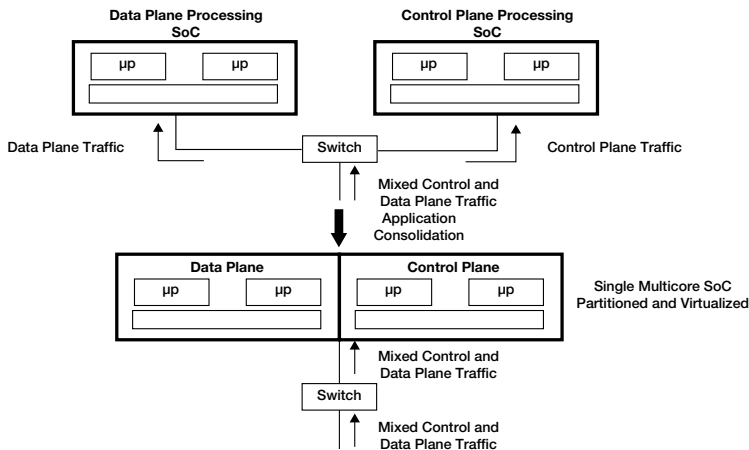 Data Plane Processing
SoC
Control Plane Processing
SoC
µp
µp
µp
µp
Data Plane Traffic
Switch
Control Plane Traffic
Mixed Control and
Data Plane Traffic
Application
Consolidation
Data Plane
Control Plane
µp
µp
µp
µp
Single Multicore SoC
Partitioned and Virtualized
Mixed Control and
Data Plane Traffic
Switch
Mixed Control and
Data Plane Traffic